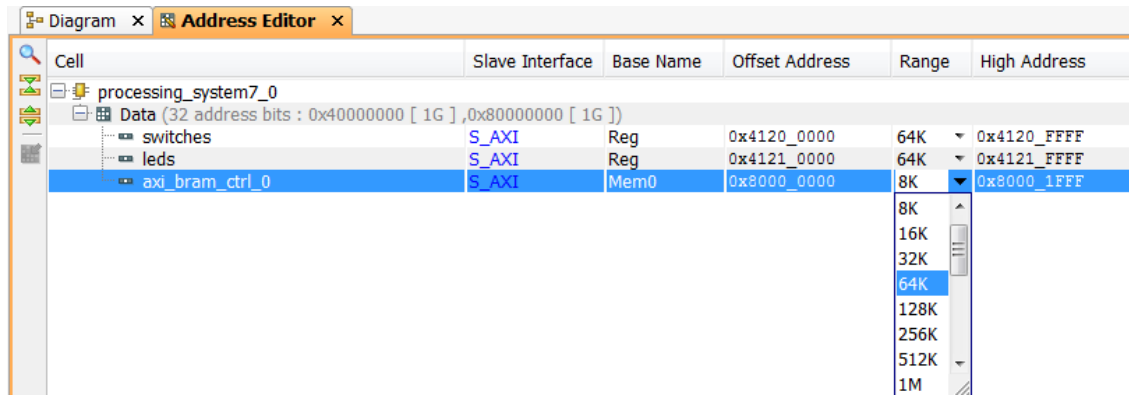 Diagram × Address Editor ×
Cell Slave Interface Base Name Offset Address Range High Address
processing_system7_0
Data (32 address bits : 0x40000000 [ 1G ] ,0x80000000 [ 1G ])
switches S_AXI Reg 0x4120_0000 64K 0x4120_FFFF
leds S_AXI Reg 0x4121_0000 64K 0x4121_FFFF
axi_bram_ctrl_0 S_AXI Mem0 0x8000_0000 8K 0x8000_1FFF
8K
16K
32K
64K
128K
256K
512K
1M